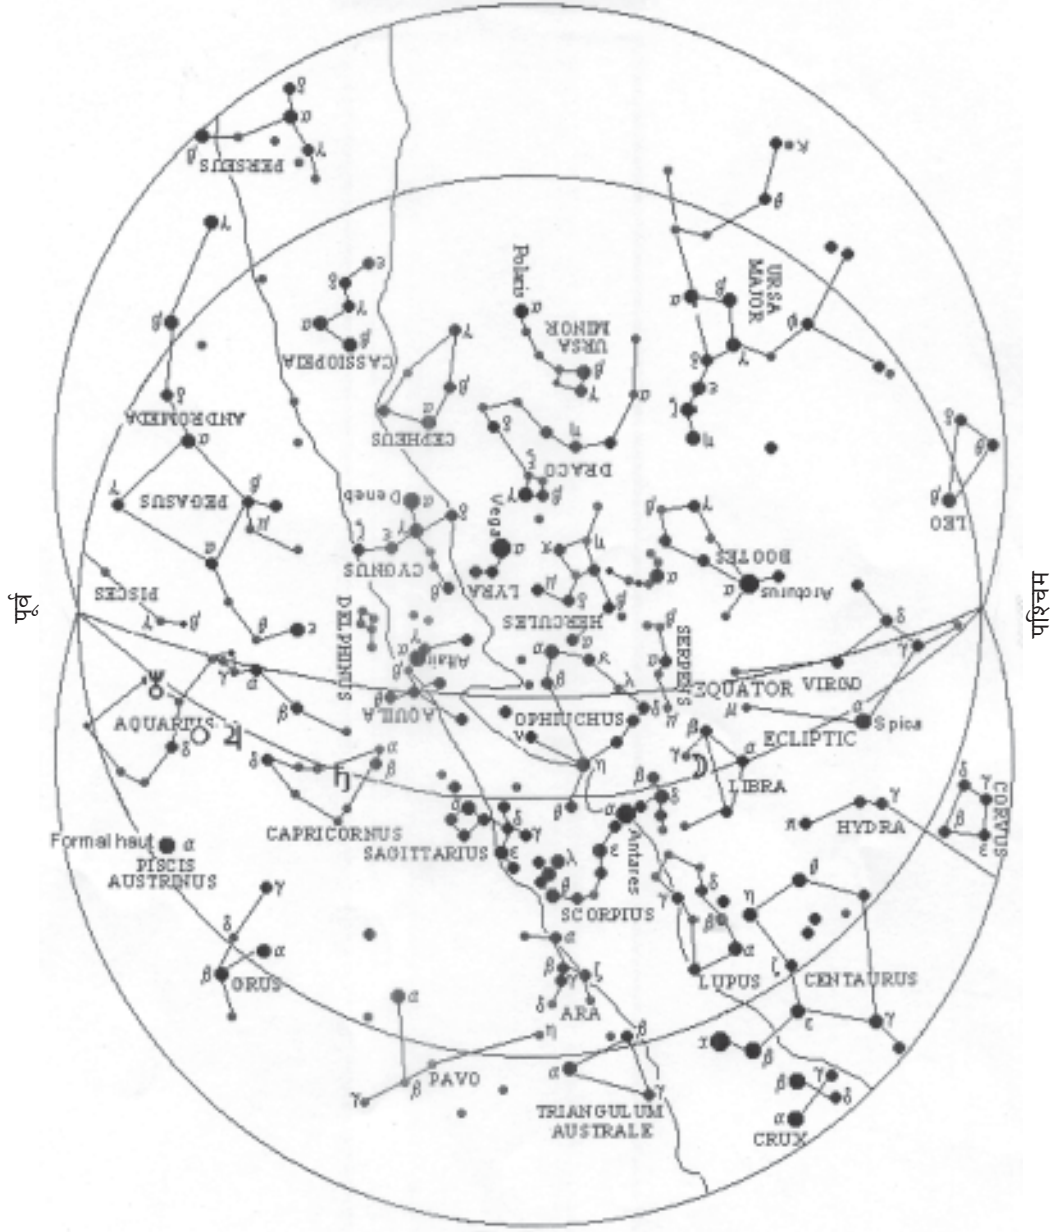 PERSEUS
δ
α
γ
β
κ
θ
URSA
MAJOR
α
β
γ
δ
ε
ζ
η
ψ
γ
β
δ
α
ANDROMEDA
ε
δ
γ
α
β
CASSIOPEIA
Polaris
α
URSA
MINOR
β
γ
γ
β
α
CEPHEUS
δ
η
α
DRACO
ξ
γ
β
δ
θ
β
LEO
γ
β
μ
α
PEGASUS
θ
ε
Deneb
α
γ
δ
ε
ζ
β
CYGNUS
Vega
α
LYRA
π
η
μ
δ
β
α
HERCULES
α
β
γ
BOOTES
α
Arcturus
पूर्व
पश्चिम
PISCES
γ
β
DELPHINUS
Altair
α
β
θ
AQUILA
α
β
γ
λ
δ
ν
η
OPHIUCHUS
β
α
μ
SERPENS
EQUATOR
VIRGO
δ
γ
μ
α
Spica
ECLIPTIC
♅
γ
α
β
AQUARIUS
δ
♃
δ
α
β
♄
CAPRICORNUS
β
γ
α
LIBRA
☽
δ
γ
β
ε
CORVUS
γ
π
HYDRA
Formal haut
α
PISCIS
AUSTRINUS
SAGITTARIUS
γ
ε
θ
α
Antares
β
δ
ε
λ
θ
SCORPIUS
γ
δ
β
α
LUPUS
θ
η
ζ
ε
γ
α
β
CENTAURUS
γ
δ
α
β
GRUS
α
β
γ
ζ
δ
ARA
α
η
β
γ
PAVO
β
α
γ
TRIANGULUM
AUSTRALE
β
γ
δ
α
CRUX